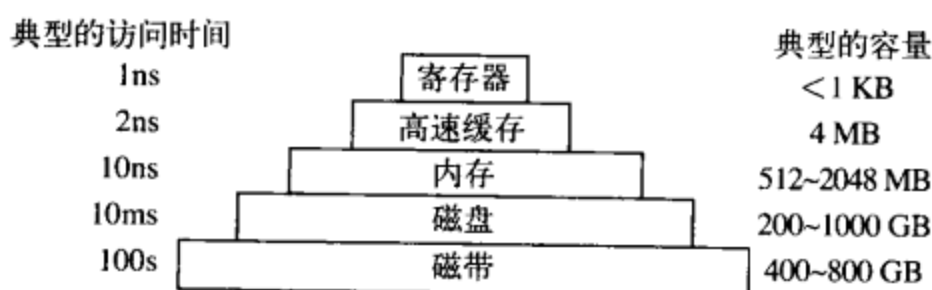 典型的访问时间 典型的容量
1ns 寄存器 <1 KB
2ns 高速缓存 4 MB
10ns 内存 512~2048 MB
10ms 磁盘 200~1000 GB
100s 磁带 400~800 GB